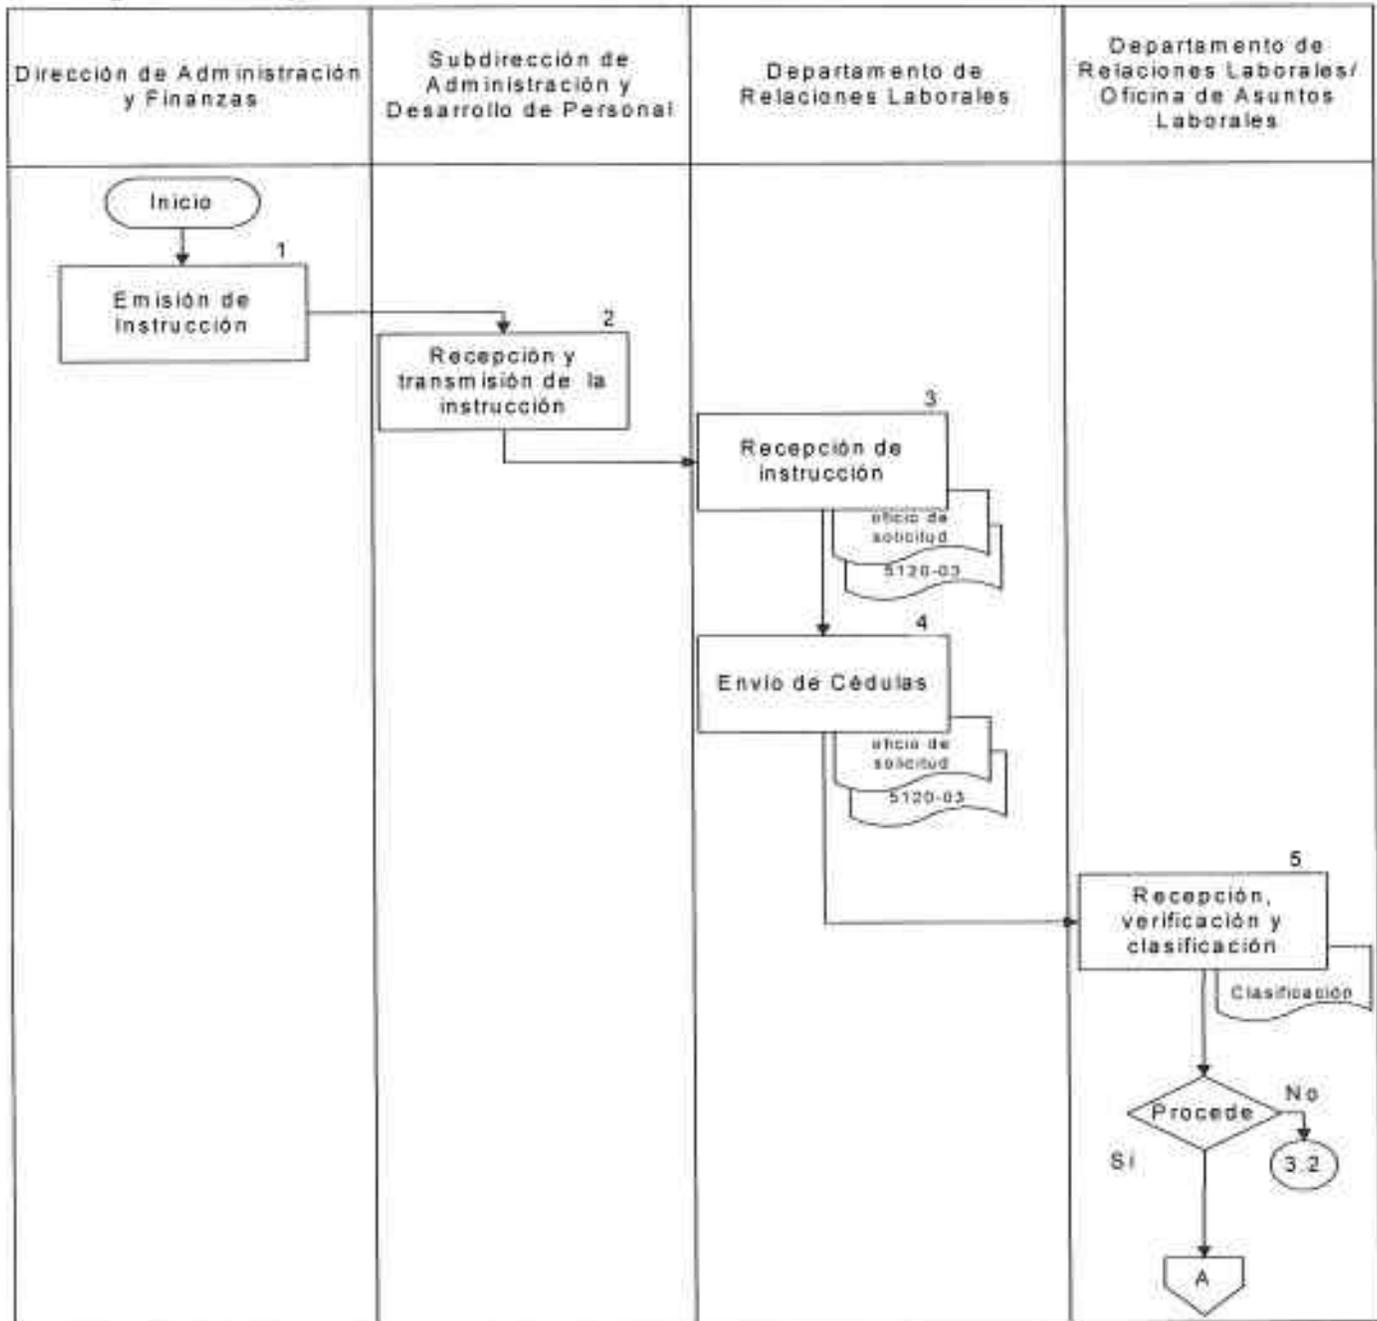 Dirección de Administración
y Finanzas
Subdirección de
Administración y
Desarrollo de Personal
Departamento de
Relaciones Laborales
Departamento de
Relaciones Laborales/
Oficina de Asuntos
Laborales
Inicio
1
Emisión de
Instrucción
2
Recepción y
transmisión de la
instrucción
3
Recepción de
instrucción
oficio de
solicitud
5120-03
4
Envío de Cédulas
oficio de
solicitud
5120-03
5
Recepción,
verificación y
clasificación
Clasificación
Procede
No
Si
3.2
A